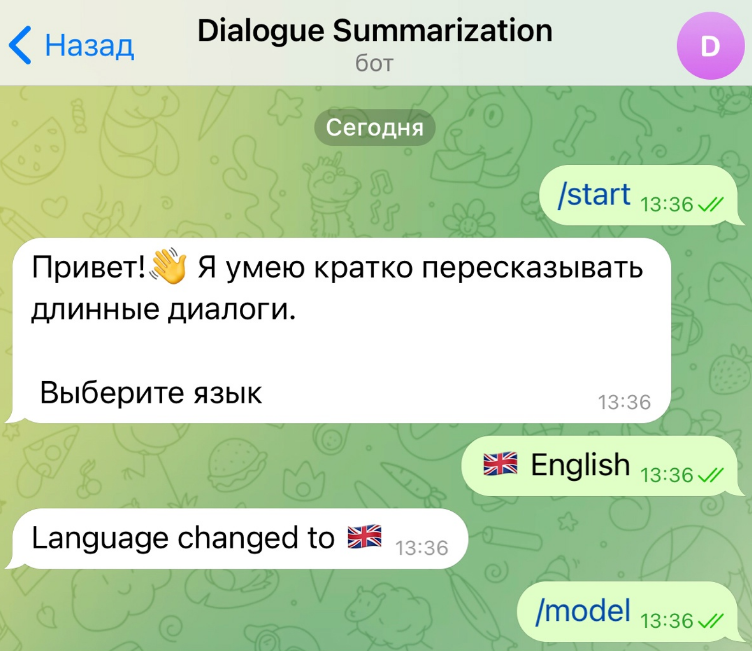 Назад
Dialogue Summarization
бот
D
Сегодня
/start 13:36
Привет!👋 Я умею кратко пересказывать
длинные диалоги.
Выберите язык
13:36
🇬🇧 English 13:36
Language changed to 🇬🇧 13:36
/model 13:36